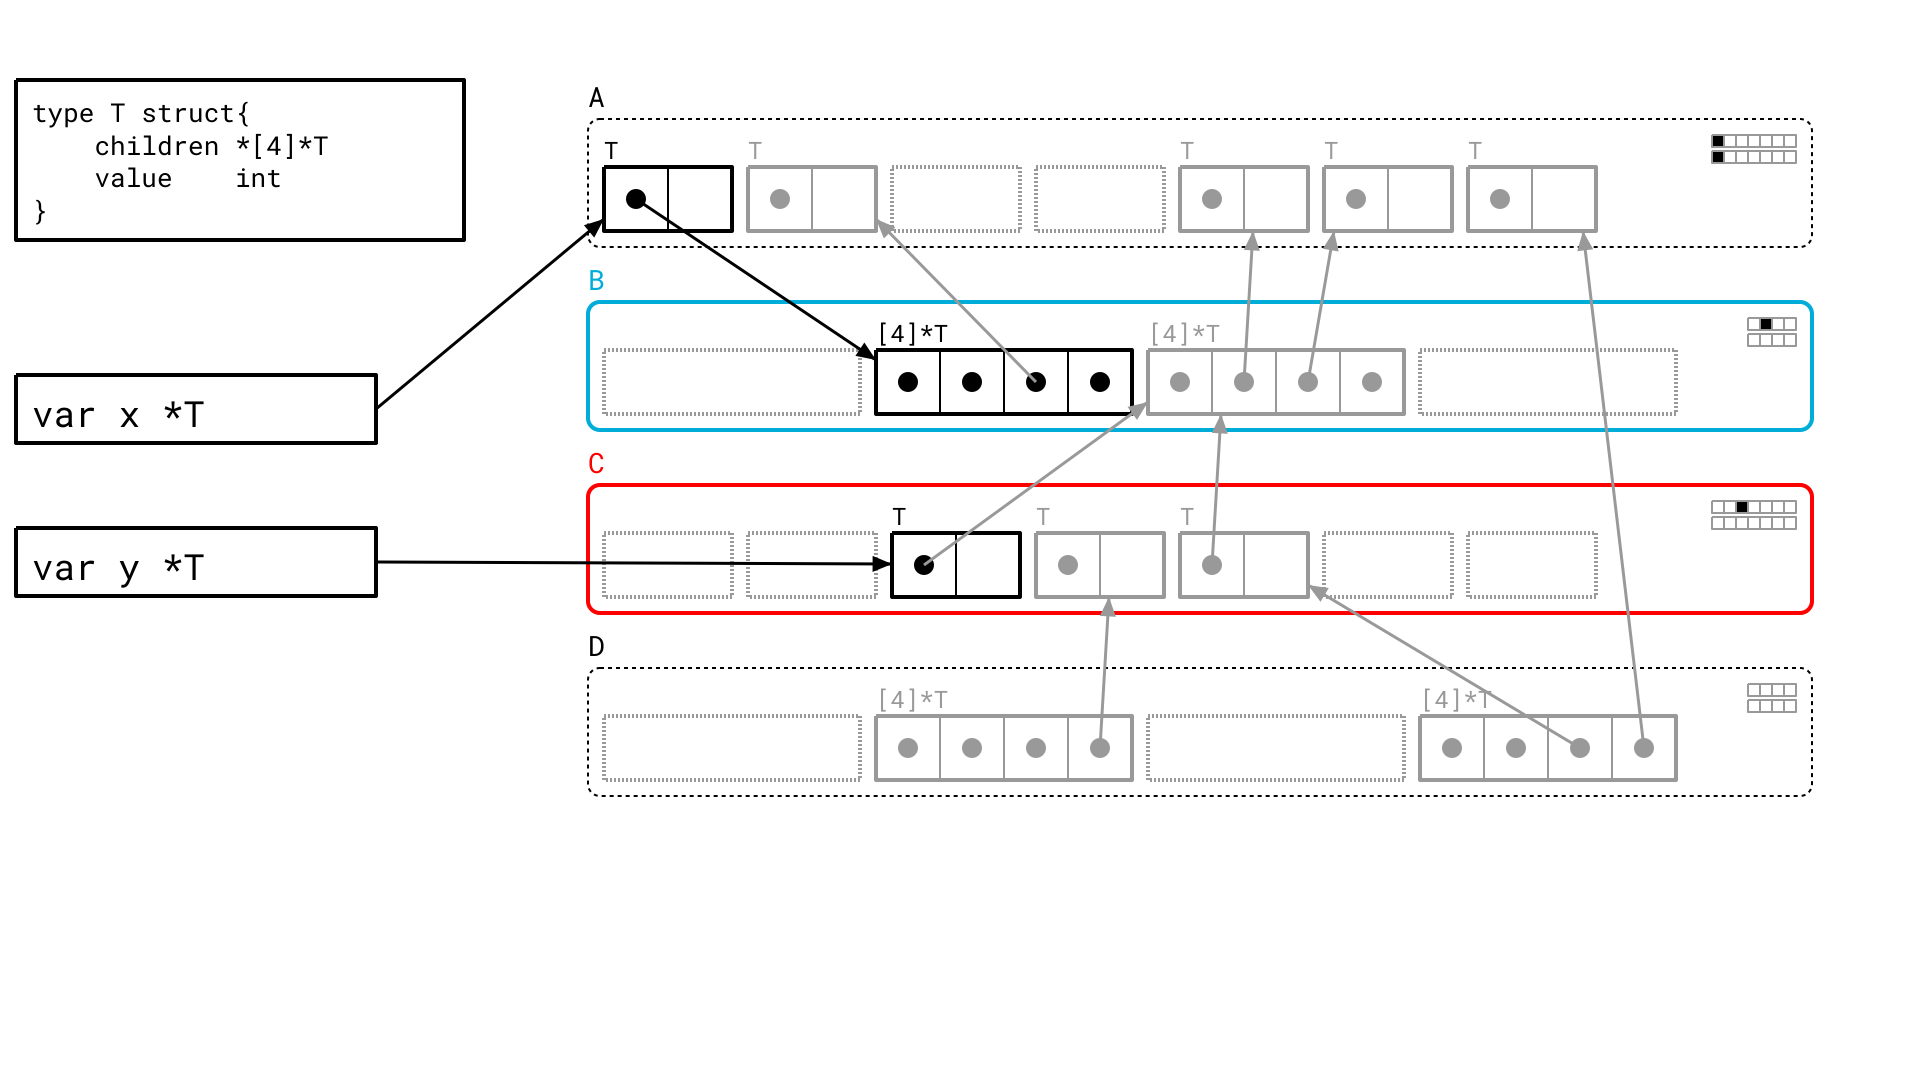 type T struct{
    children *[4]*T
    value    int
}
var x *T
var y *T
A
T
T
T
T
T
B
[4]*T
[4]*T
C
T
T
T
D
[4]*T
[4]*T